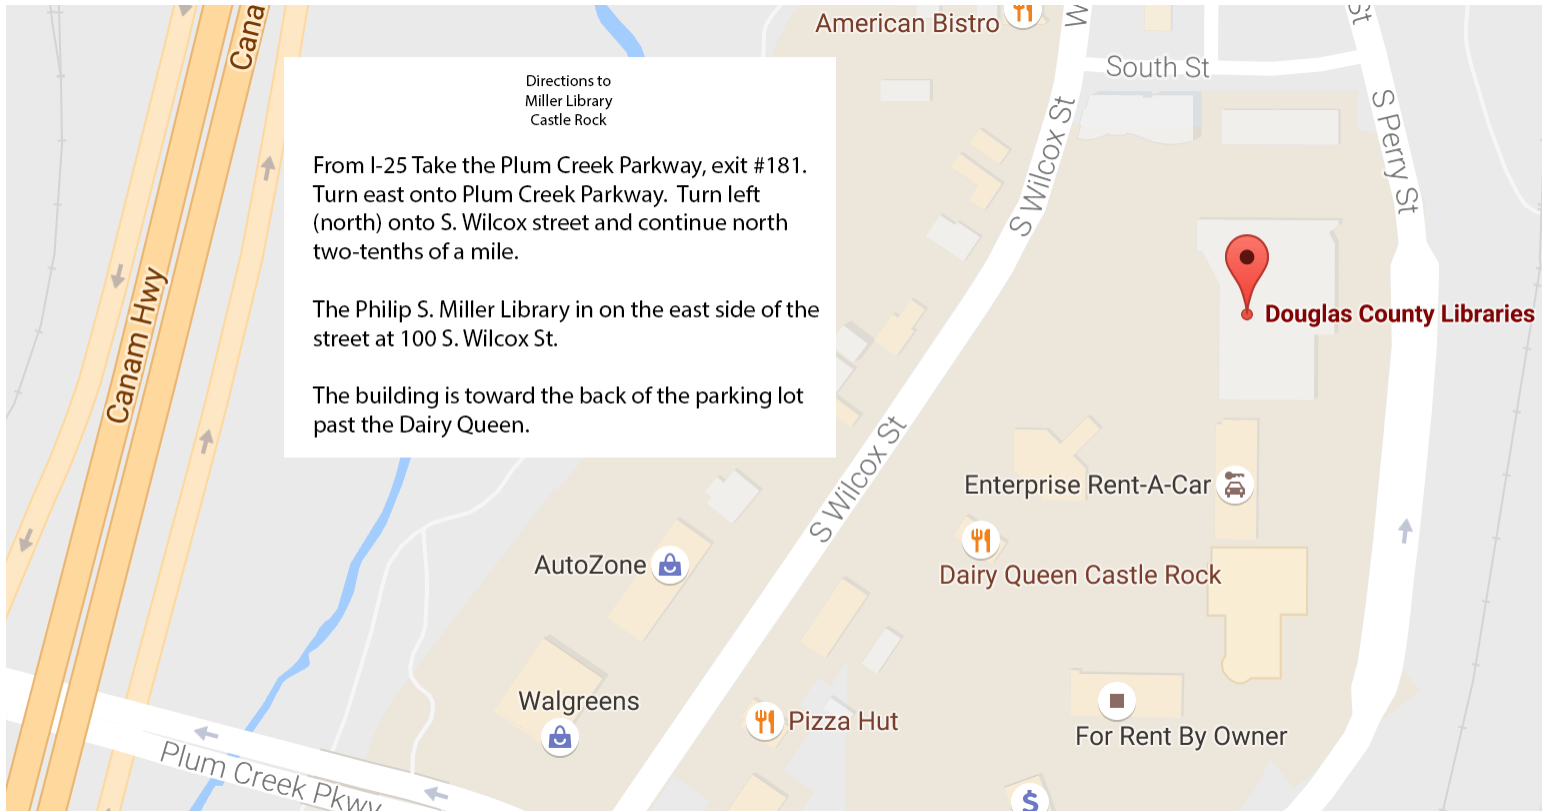 American Bistro
Cana
Cana
W
St
South St
Directions to
Miller Library
Castle Rock
From I-25 Take the Plum Creek Parkway, exit #181.
Turn east onto Plum Creek Parkway.  Turn left
(north) onto S. Wilcox street and continue north
two-tenths of a mile.
The Philip S. Miller Library in on the east side of the
street at 100 S. Wilcox St.
The building is toward the back of the parking lot
past the Dairy Queen.
S Wilcox St
S Perry St
Canam Hwy
Douglas County Libraries
S Wilcox St
Enterprise Rent-A-Car
AutoZone
Dairy Queen Castle Rock
Walgreens
Pizza Hut
For Rent By Owner
Plum Creek Pkwy
$